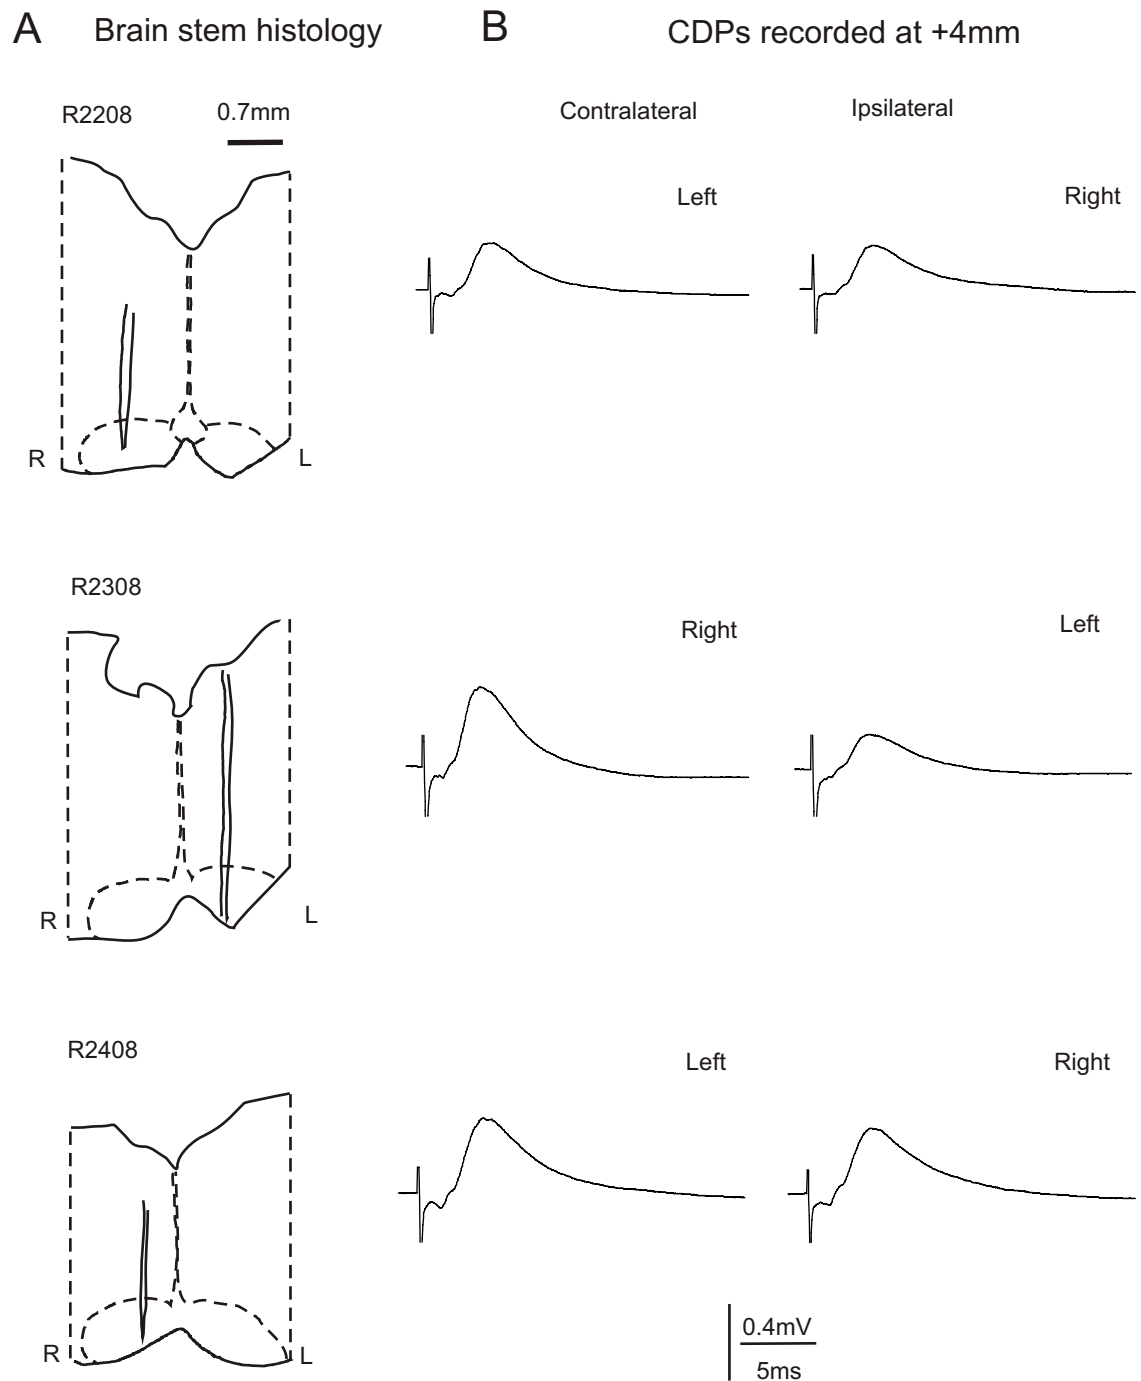 A Brain stem histology B CDPs recorded at +4mm
R2208 0.7mm Contralateral Ipsilateral
Left Right
R L
R2308
Right Left
R L
R2408
Left Right
R L
0.4mV
5ms